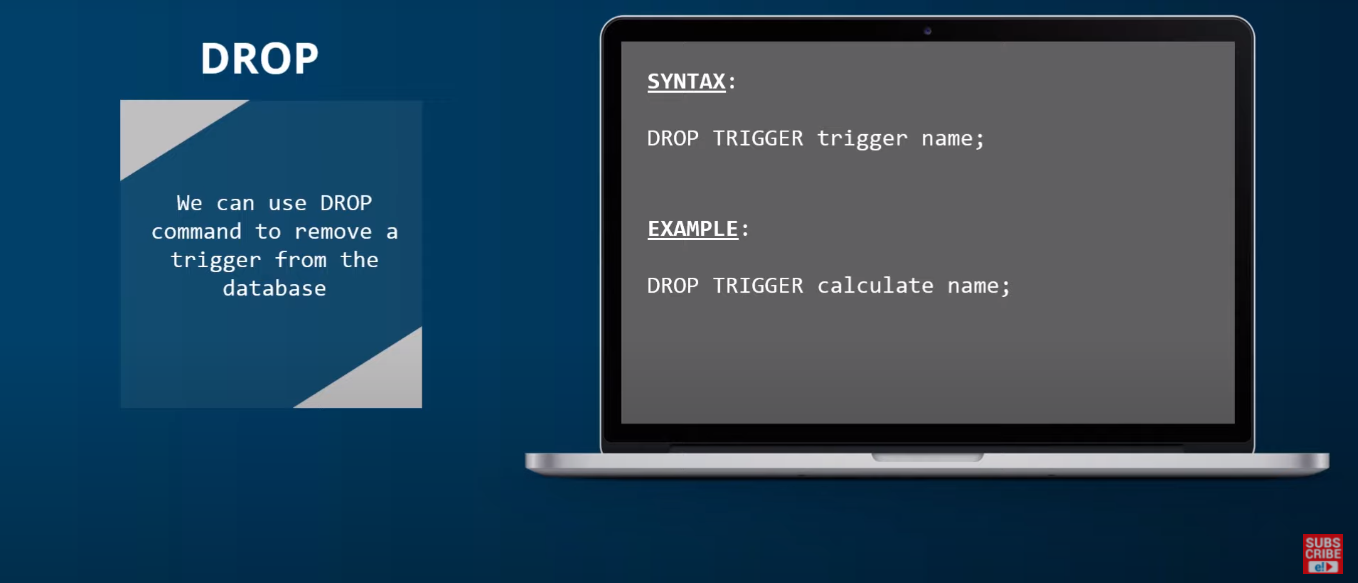 DROP
We can use DROP
command to remove a
trigger from the
database
SYNTAX:
DROP TRIGGER trigger name;
EXAMPLE:
DROP TRIGGER calculate name;
SUBS
CRIBE
e!